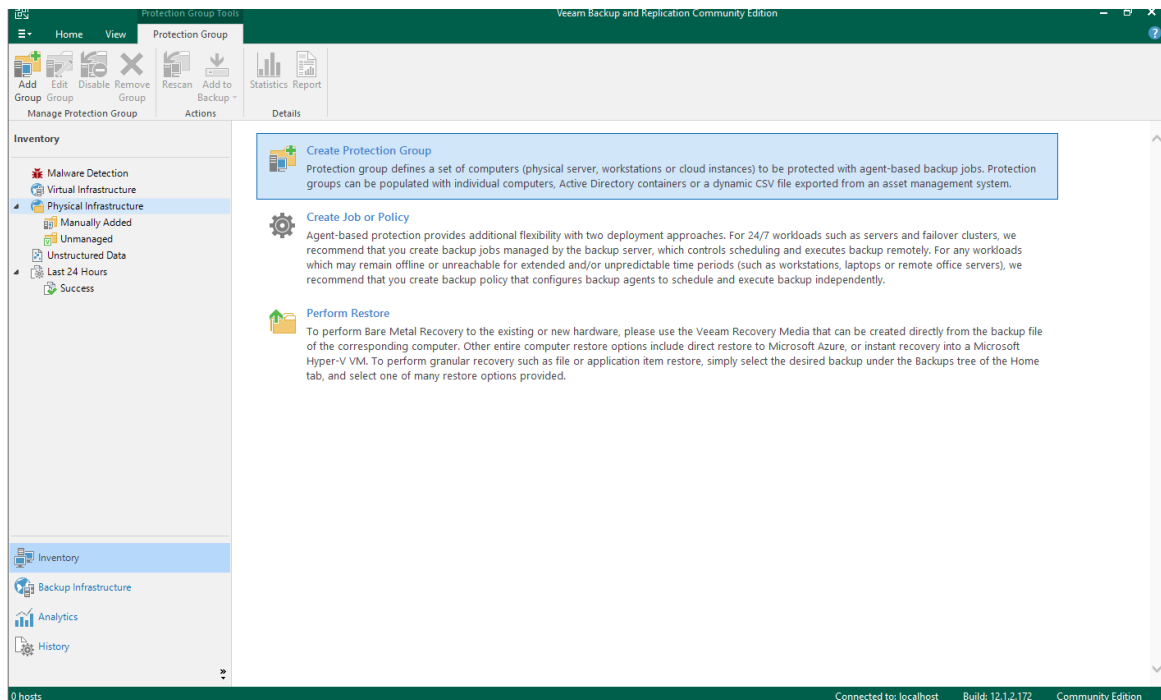 Protection Group Tools
Veeam Backup and Replication Community Edition
Home View Protection Group
Add Group
Edit Group
Disable
Remove Group
Rescan
Add to Backup
Statistics
Report
Manage Protection Group
Actions
Details
Inventory
Malware Detection
Virtual Infrastructure
Physical Infrastructure
Manually Added
Unmanaged
Unstructured Data
Last 24 Hours
Success
Create Protection Group
Protection group defines a set of computers (physical server, workstations or cloud instances) to be protected with agent-based backup jobs. Protection
groups can be populated with individual computers, Active Directory containers or a dynamic CSV file exported from an asset management system.
Create Job or Policy
Agent-based protection provides additional flexibility with two deployment approaches. For 24/7 workloads such as servers and failover clusters, we
recommend that you create backup jobs managed by the backup server, which controls scheduling and executes backup remotely. For any workloads
which may remain offline or unreachable for extended and/or unpredictable time periods (such as workstations, laptops or remote office servers), we
recommend that you create backup policy that configures backup agents to schedule and execute backup independently.
Perform Restore
To perform Bare Metal Recovery to the existing or new hardware, please use the Veeam Recovery Media that can be created directly from the backup file
of the corresponding computer. Other entire computer restore options include direct restore to Microsoft Azure, or instant recovery into a Microsoft
Hyper-V VM. To perform granular recovery such as file or application item restore, simply select the desired backup under the Backups tree of the Home
tab, and select one of many restore options provided.
Inventory
Backup Infrastructure
Analytics
History
0 hosts
Connected to: localhost Build: 12.1.2.172 Community Edition